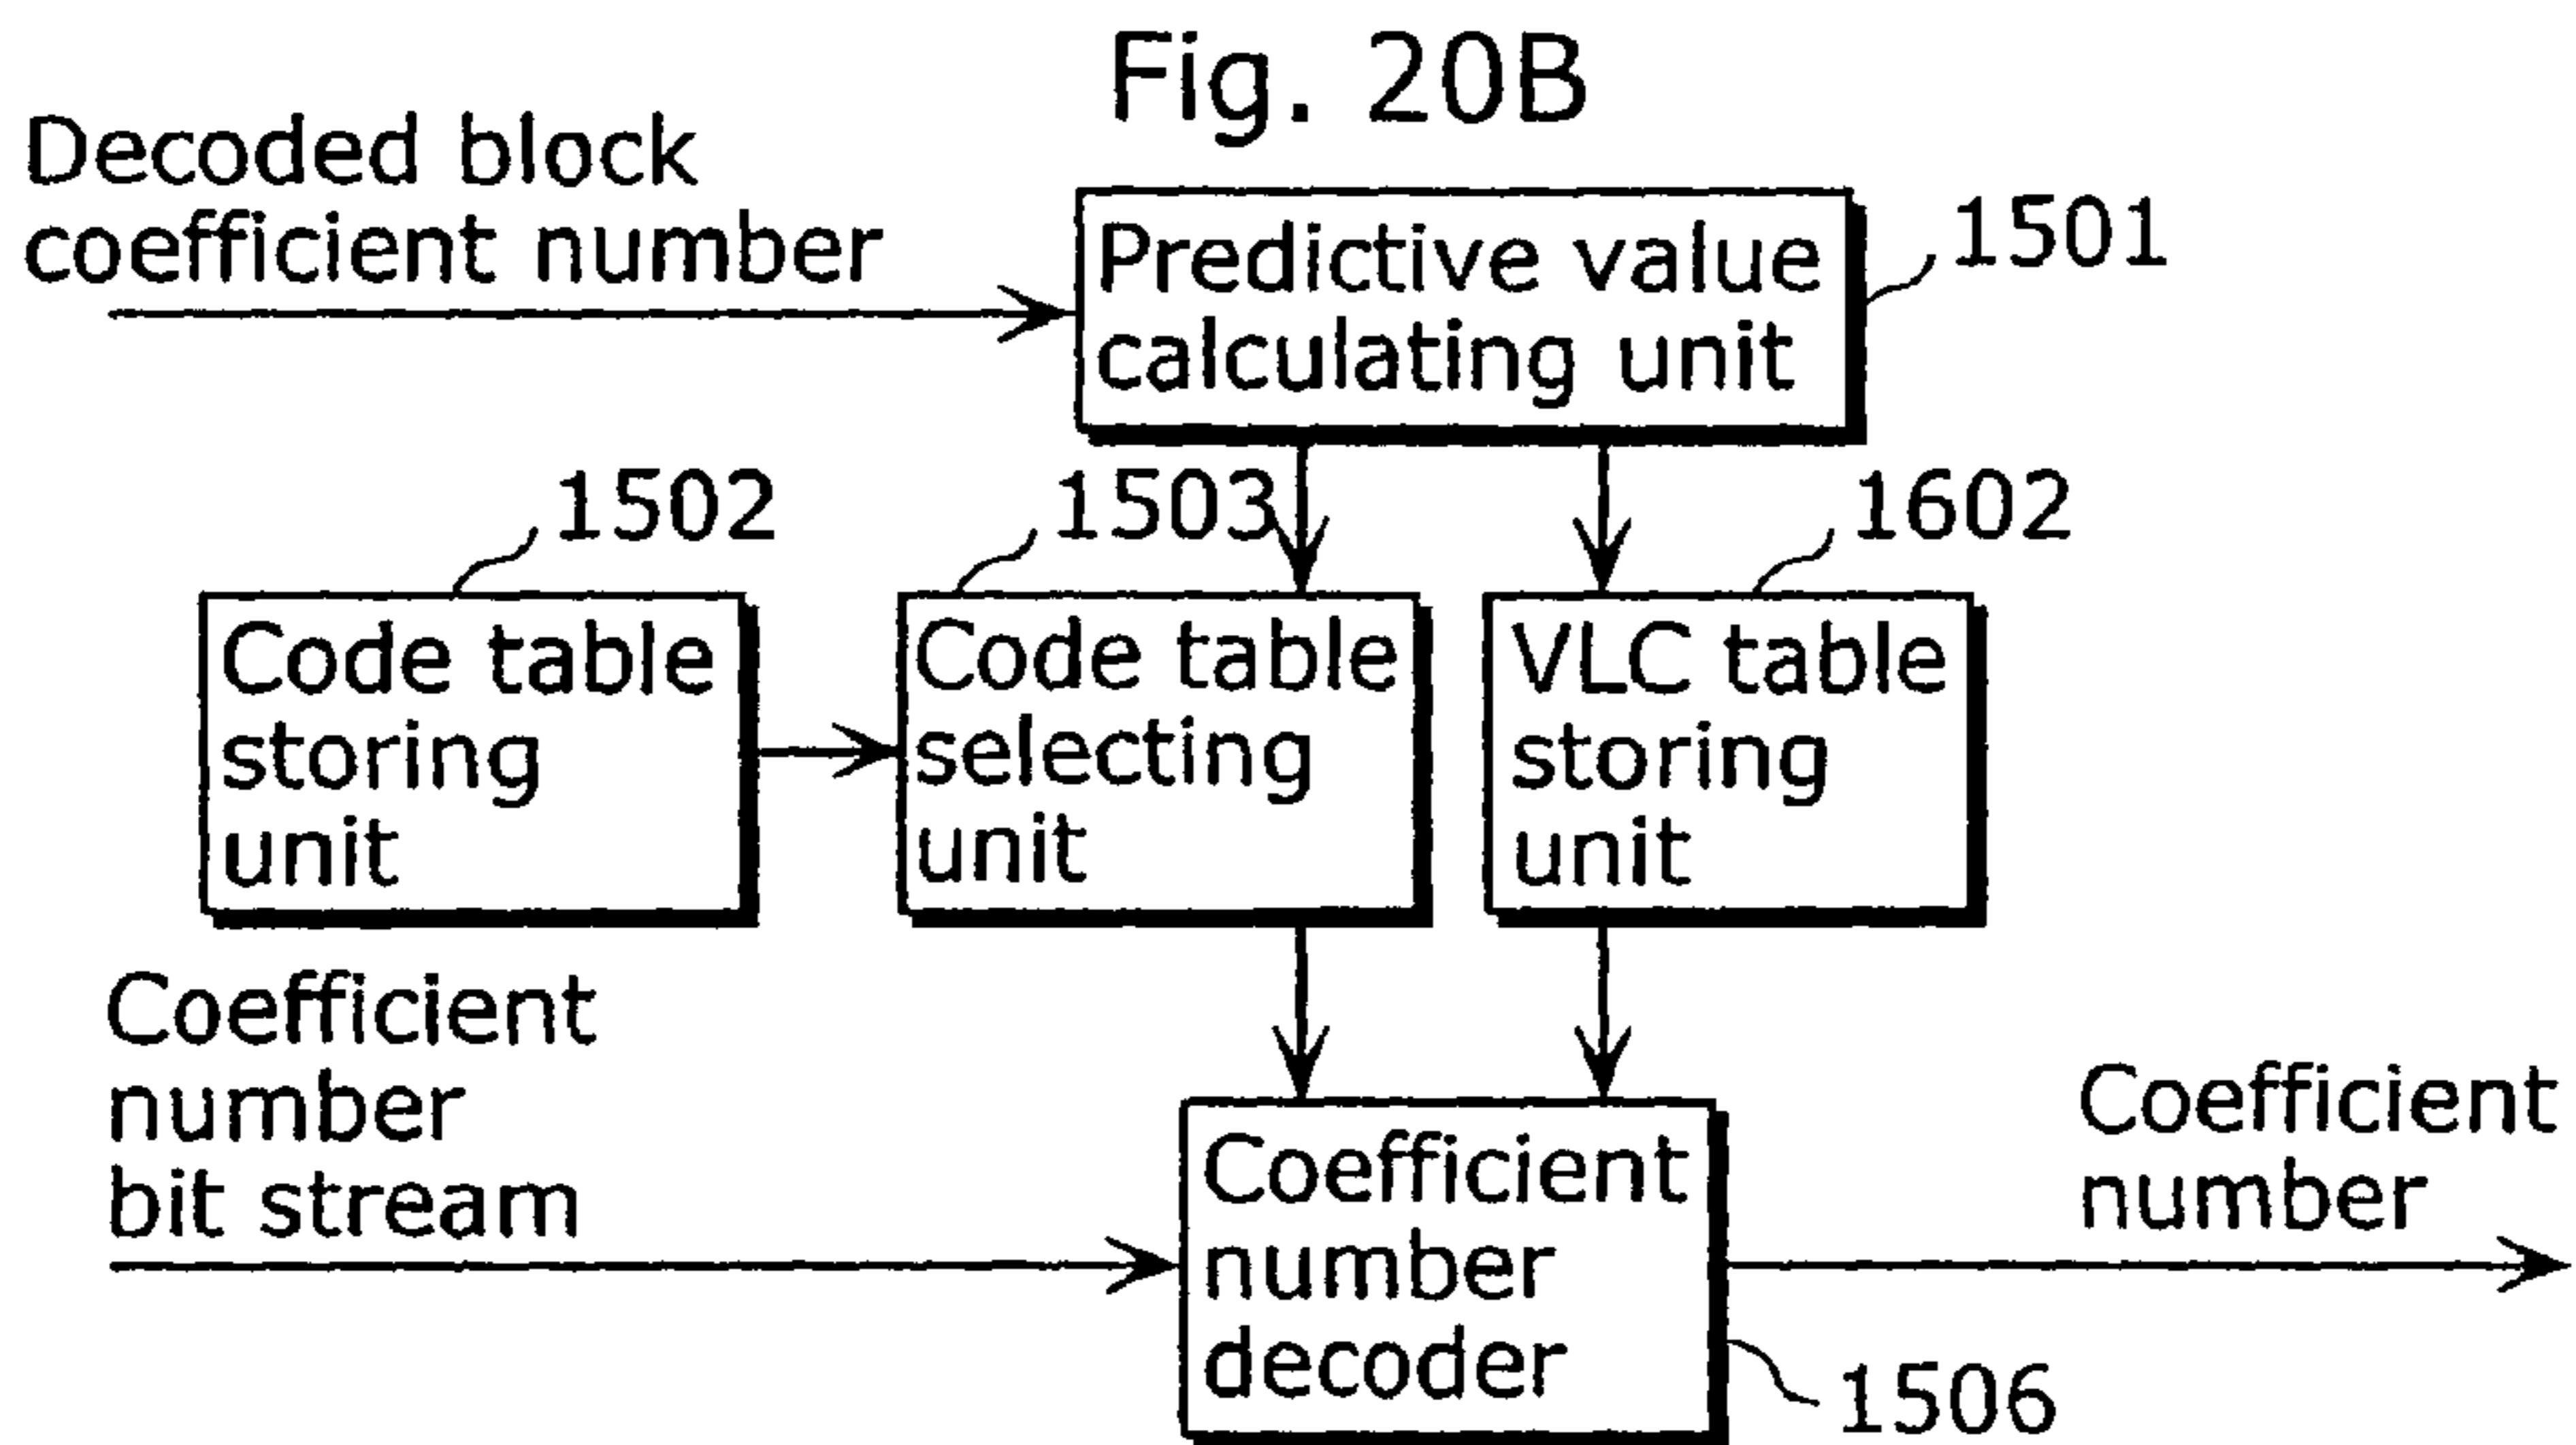 Fig. 20B
Decoded block
coefficient number
Predictive value
calculating unit
1501
1502
1503
1602
Code table
storing
unit
Code table
selecting
unit
VLC table
storing
unit
Coefficient
number
bit stream
Coefficient
number
decoder
Coefficient
number
1506